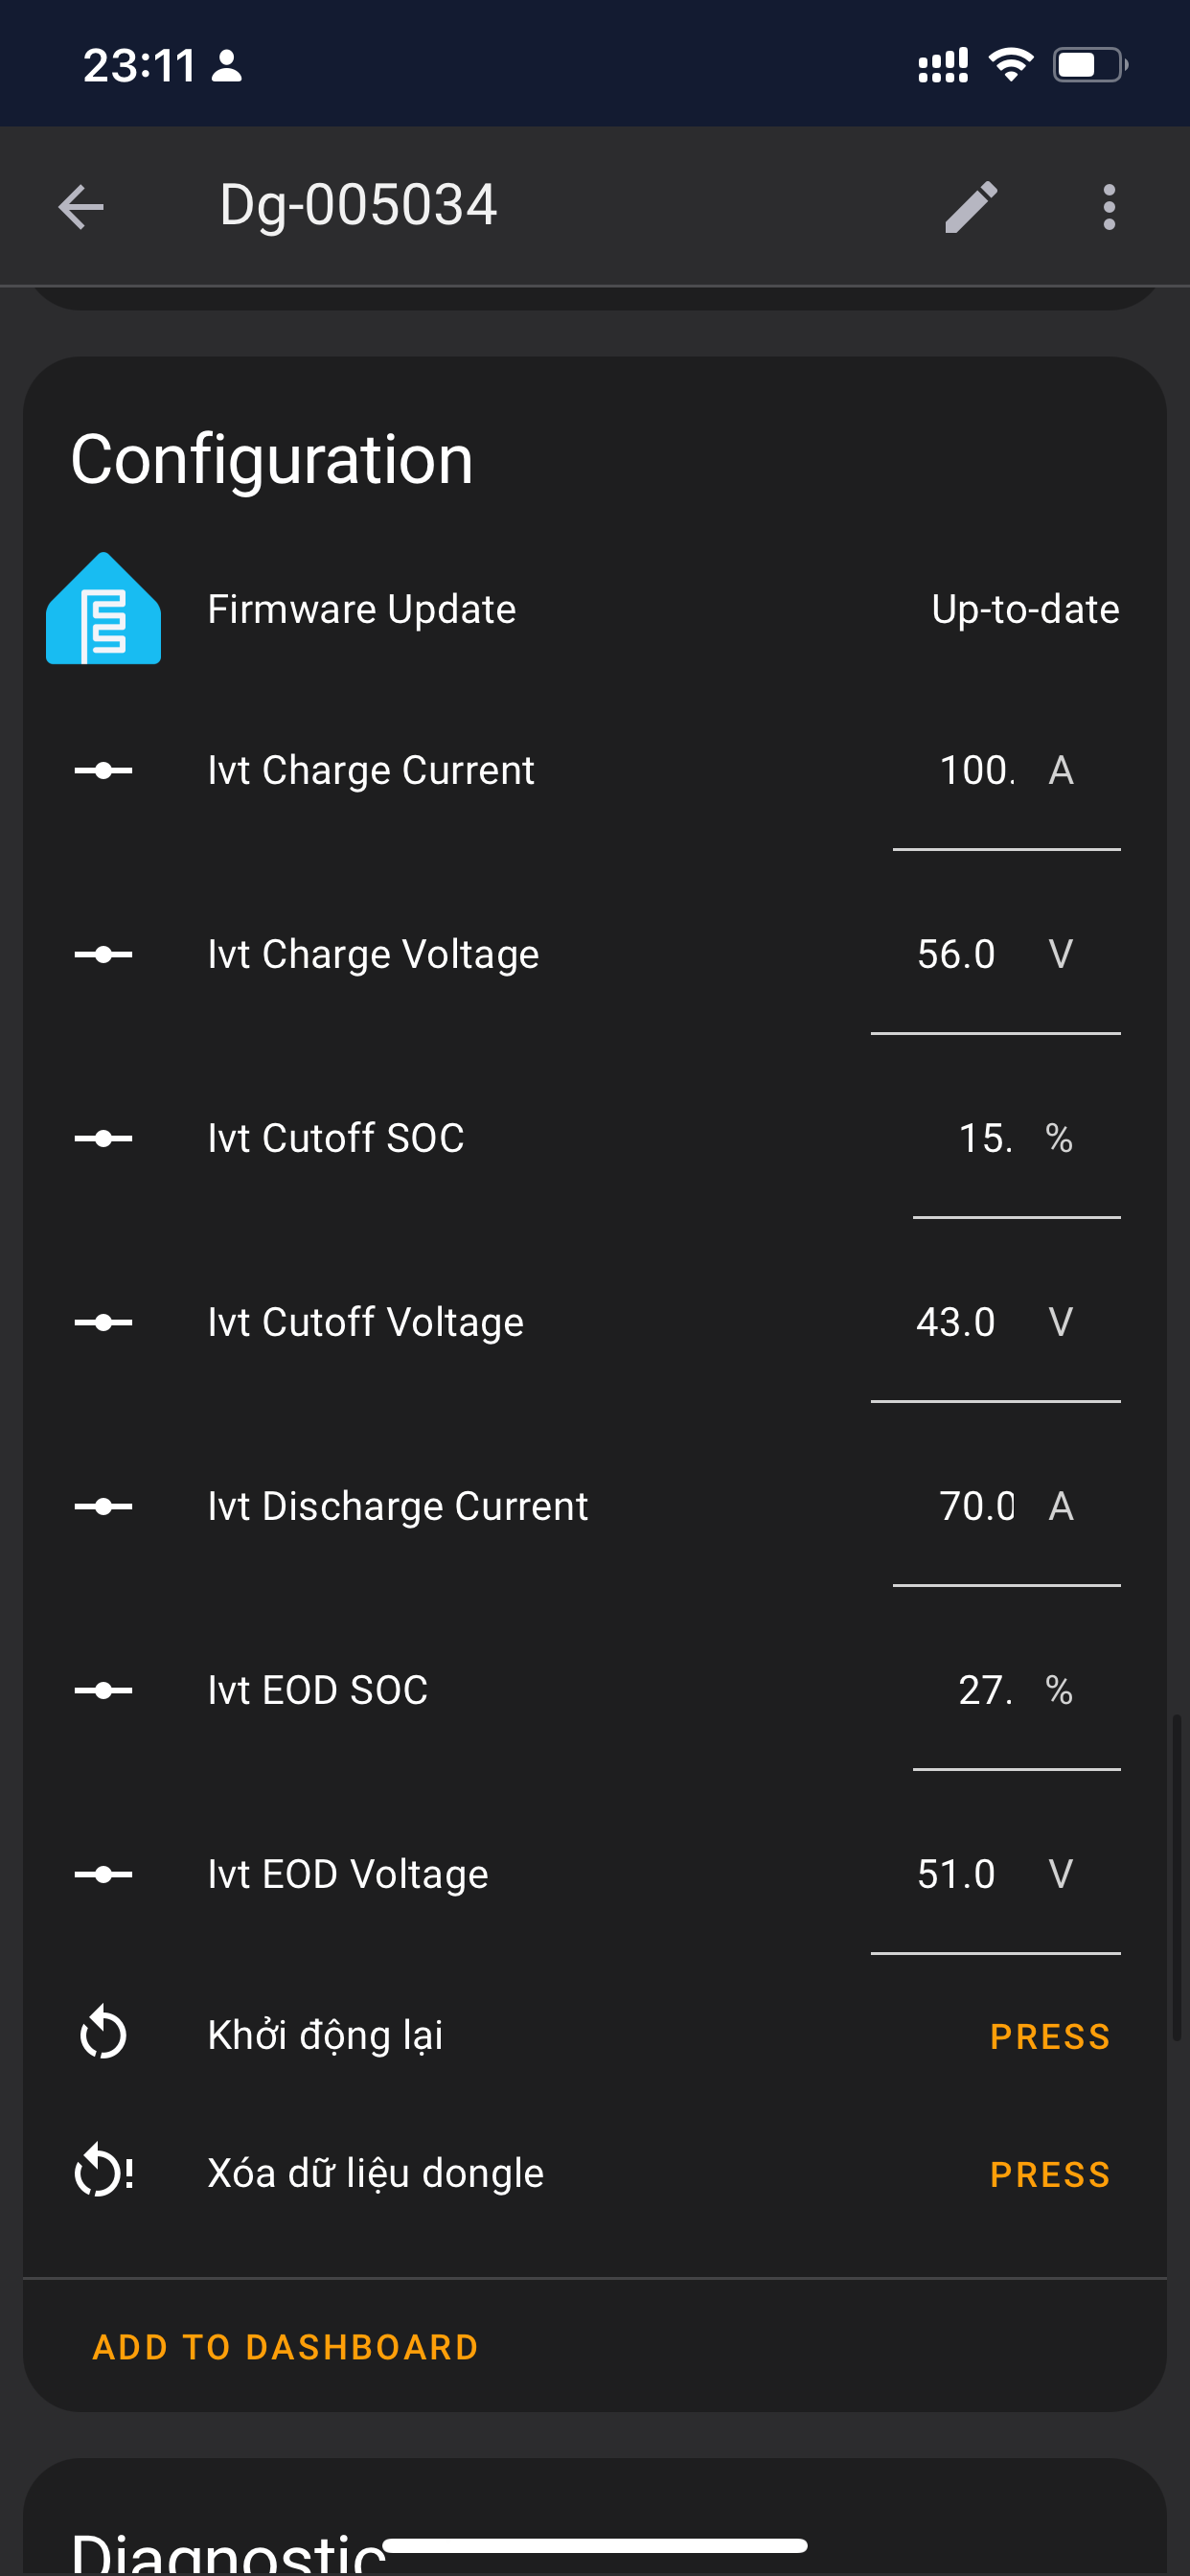 23:11
Dg-005034
Configuration
Firmware Update Up-to-date
Ivt Charge Current 100. A
Ivt Charge Voltage 56.0 V
Ivt Cutoff SOC 15. %
Ivt Cutoff Voltage 43.0 V
Ivt Discharge Current 70.0 A
Ivt EOD SOC 27. %
Ivt EOD Voltage 51.0 V
Khởi động lại PRESS
Xóa dữ liệu dongle PRESS
ADD TO DASHBOARD
Diagnostic